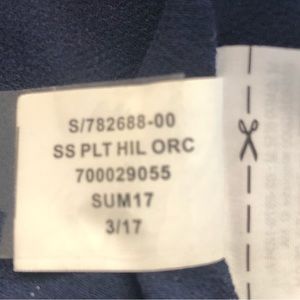 S/782688-00
SS PLT HIL ORC
700029055
SUM17
3/17